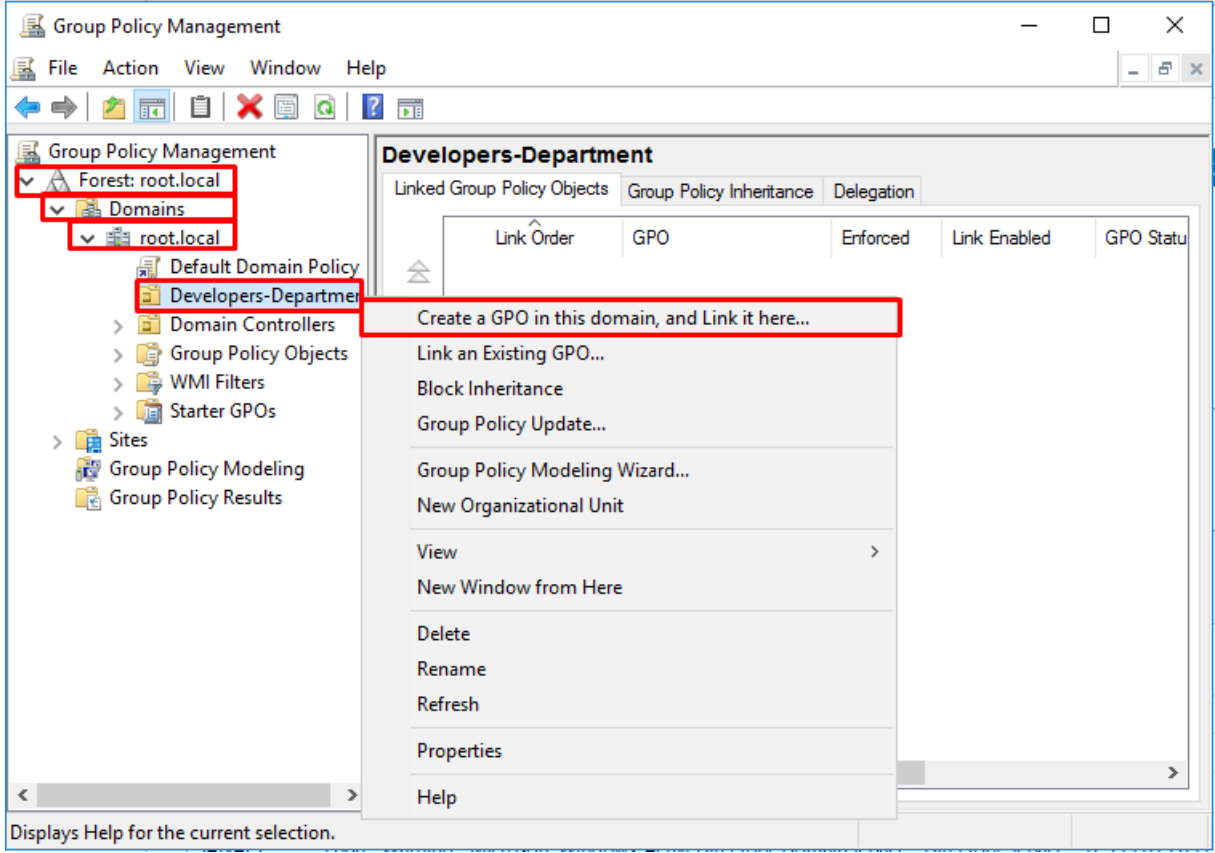 Group Policy Management
File Action View Window Help
Group Policy Management
Forest: root.local
Domains
root.local
Default Domain Policy
Developers-Departmer
Domain Controllers
Group Policy Objects
WMI Filters
Starter GPOs
Sites
Group Policy Modeling
Group Policy Results
Developers-Department
Linked Group Policy Objects Group Policy Inheritance Delegation
Link Order GPO Enforced Link Enabled GPO Statu
Create a GPO in this domain, and Link it here...
Link an Existing GPO...
Block Inheritance
Group Policy Update...
Group Policy Modeling Wizard...
New Organizational Unit
View
New Window from Here
Delete
Rename
Refresh
Properties
Help
Displays Help for the current selection.